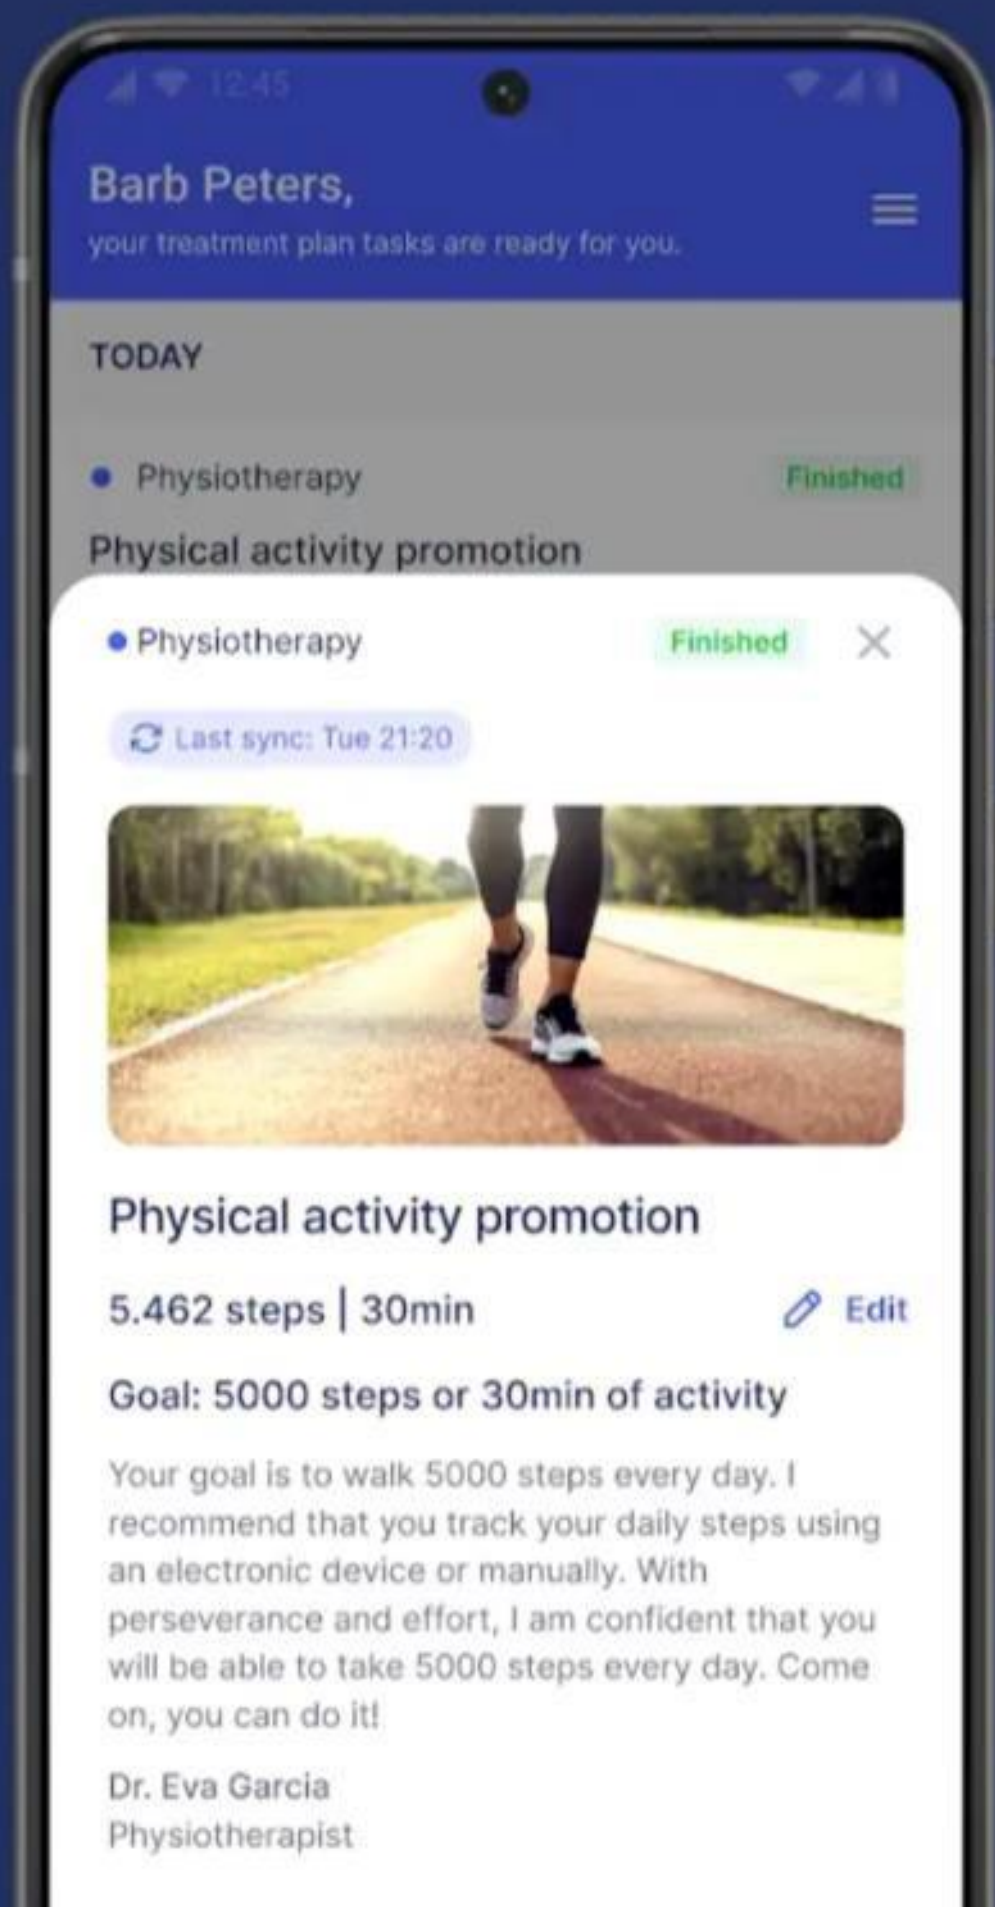 12:45
Barb Peters,
your treatment plan tasks are ready for you.
TODAY
Physiotherapy
Finished
Physical activity promotion
Physiotherapy
Finished
Last sync: Tue 21:20
Physical activity promotion
5.462 steps | 30min
Edit
Goal: 5000 steps or 30min of activity
Your goal is to walk 5000 steps every day. I
recommend that you track your daily steps using
an electronic device or manually. With
perseverance and effort, I am confident that you
will be able to take 5000 steps every day. Come
on, you can do it!
Dr. Eva Garcia
Physiotherapist